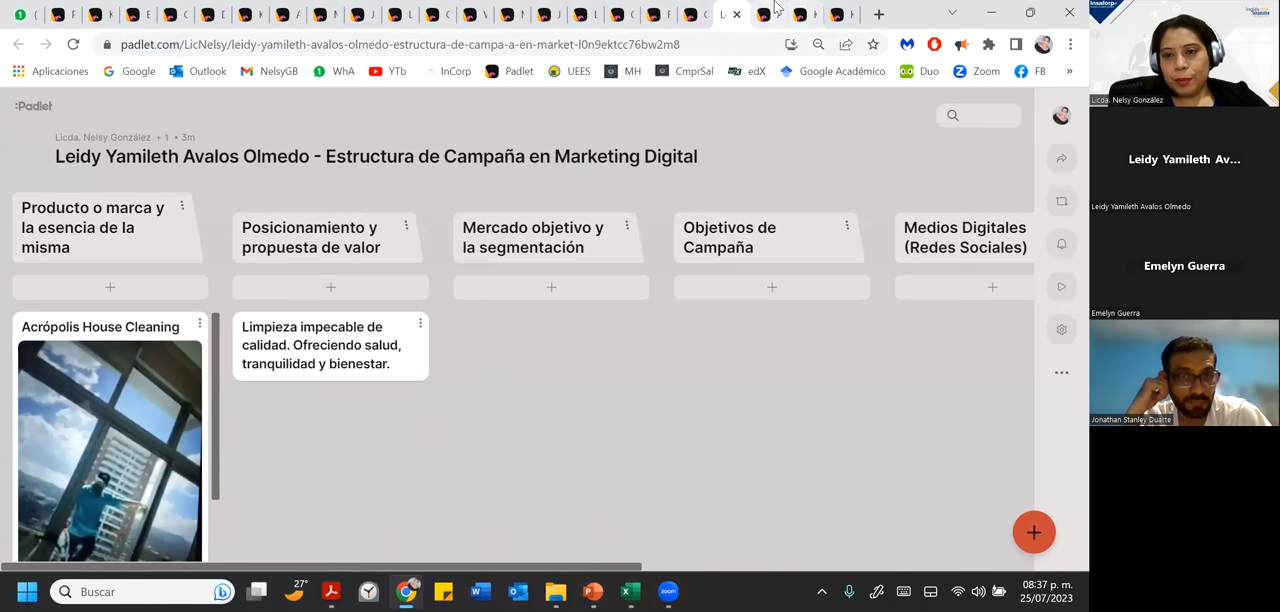 Le
padlet.com/LicNelsy/leidy-yamileth-avalos-olmedo-estructura-de-campa-a-en-market-l0n9ektcc76bw2m8
Aplicaciones Google Outlook NelsyGB WhA YTb InCorp Padlet UEES MH CmprSal edX Google Académico Duo Zoom FB »
:Padlet
Licda. Nelsy González + 1 • 3m
Leidy Yamileth Avalos Olmedo - Estructura de Campaña en Marketing Digital
Producto o marca y
la esencia de la
misma
Posicionamiento y
propuesta de valor
Mercado objetivo y
la segmentación
Objetivos de
Campaña
Medios Digitales
(Redes Sociales)
Acrópolis House Cleaning
Limpieza impecable de
calidad. Ofreciendo salud,
tranquilidad y bienestar.
Insaforp
Licda. Nelsy González
Leidy Yamileth Av...
Leidy Yamileth Avalos Olmedo
Emelyn Guerra
Emelyn Guerra
Jonathan Stanley Duarte
Buscar
27°
zoom
08:37 p. m.
25/07/2023